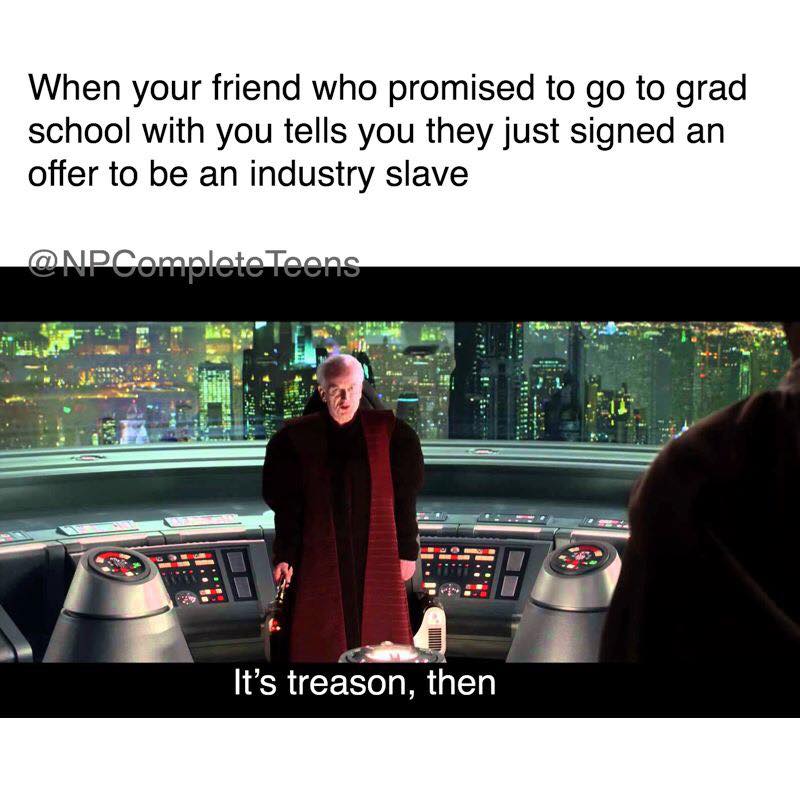 When your friend who promised to go to grad
school with you tells you they just signed an
offer to be an industry slave
@NPCompleteTeens
It's treason, then